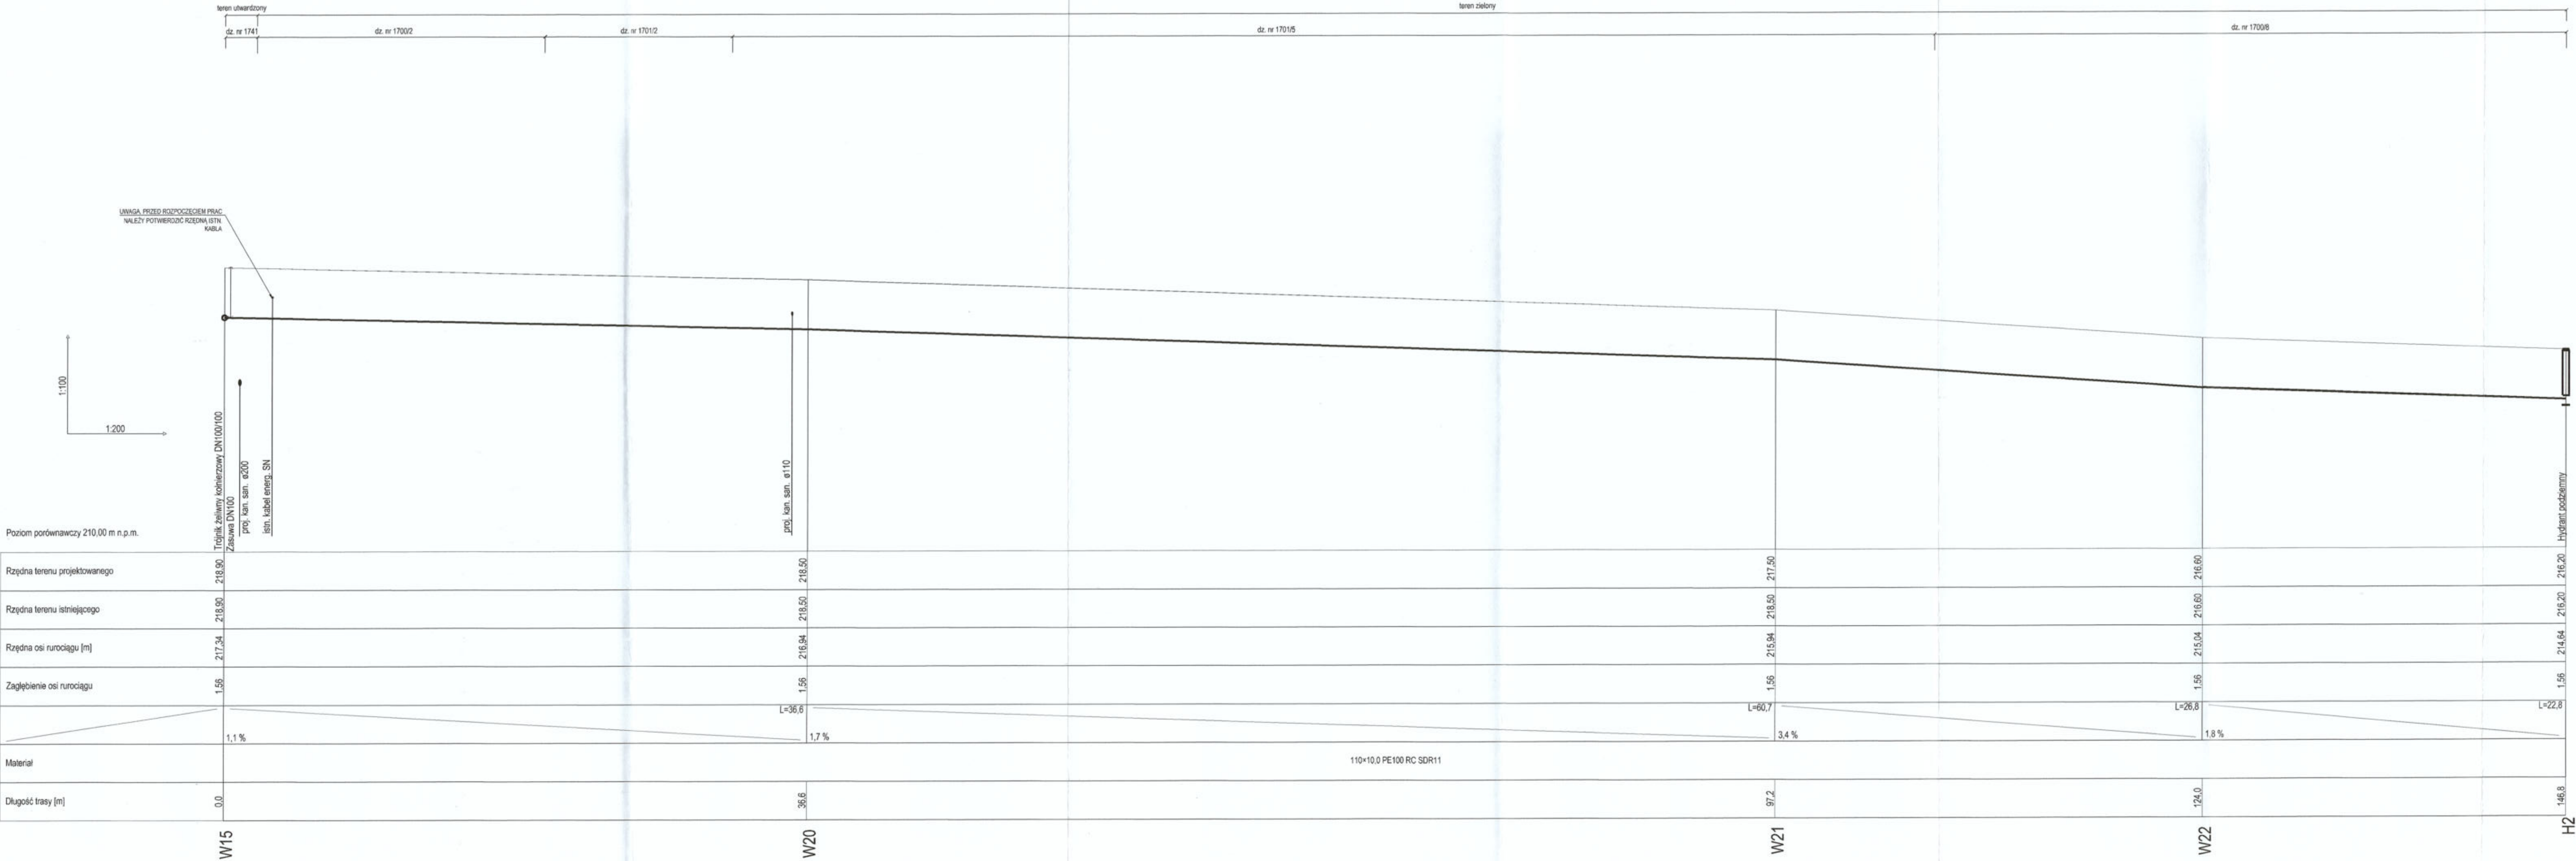 teren utwardzony
teren zielony
dz. nr 1741
dz. nr 1700/2
dz. nr 1701/2
dz. nr 1701/5
dz. nr 1700/8
UWAGA, PRZED ROZPOCZĘCIEM PRAC
NALEŻY POTWIERDZIĆ RZĘDNĄ ISTN.
KABLA
1:100
1:200
Trójnik żeliwny kołnierzowy DN100/100
Zasuwa DN100
proj. kan. san. ø200
istn. kabel energ. SN
proj. kan. san. ø110
Hydrant podziemny
Poziom porównawczy 210,00 m n.p.m.
Rzędna terenu projektowanego
218,90
218,50
217,50
216,60
216,20
Rzędna terenu istniejącego
218,90
218,50
218,50
216,60
216,20
Rzędna osi rurociągu [m]
217,34
216,94
215,94
215,04
214,64
Zagłębienie osi rurociągu
1,56
1,56
1,56
1,56
1,56
L=36,6
L=60,7
L=26,8
L=22,8
1,1 %
1,7 %
3,4 %
1,8 %
Materiał
110×10,0 PE100 RC SDR11
Długość trasy [m]
0,0
36,6
97,2
124,0
146,8
W15
W20
W21
W22
H2